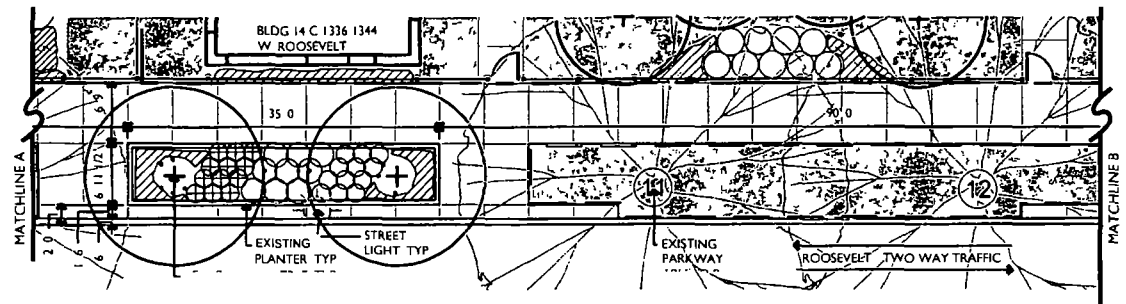 BLDG 14 C 1336 1344
W ROOSEVELT
35 0
90 0
MATCHLINE A
MATCHLINE B
6 11 1/2
11
12
EXISTING
PLANTER TYP
STREET
LIGHT TYP
EXISTING
PARKWAY
ROOSEVELT TWO WAY TRAFFIC
2 0
1 6
6